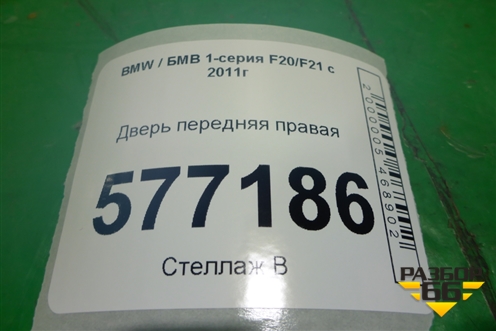 BMW / БМВ 1-серия F20/F21 с
2011г
Дверь передняя правая
577186
Стеллаж В
2000005468902
РАЗБОР
66